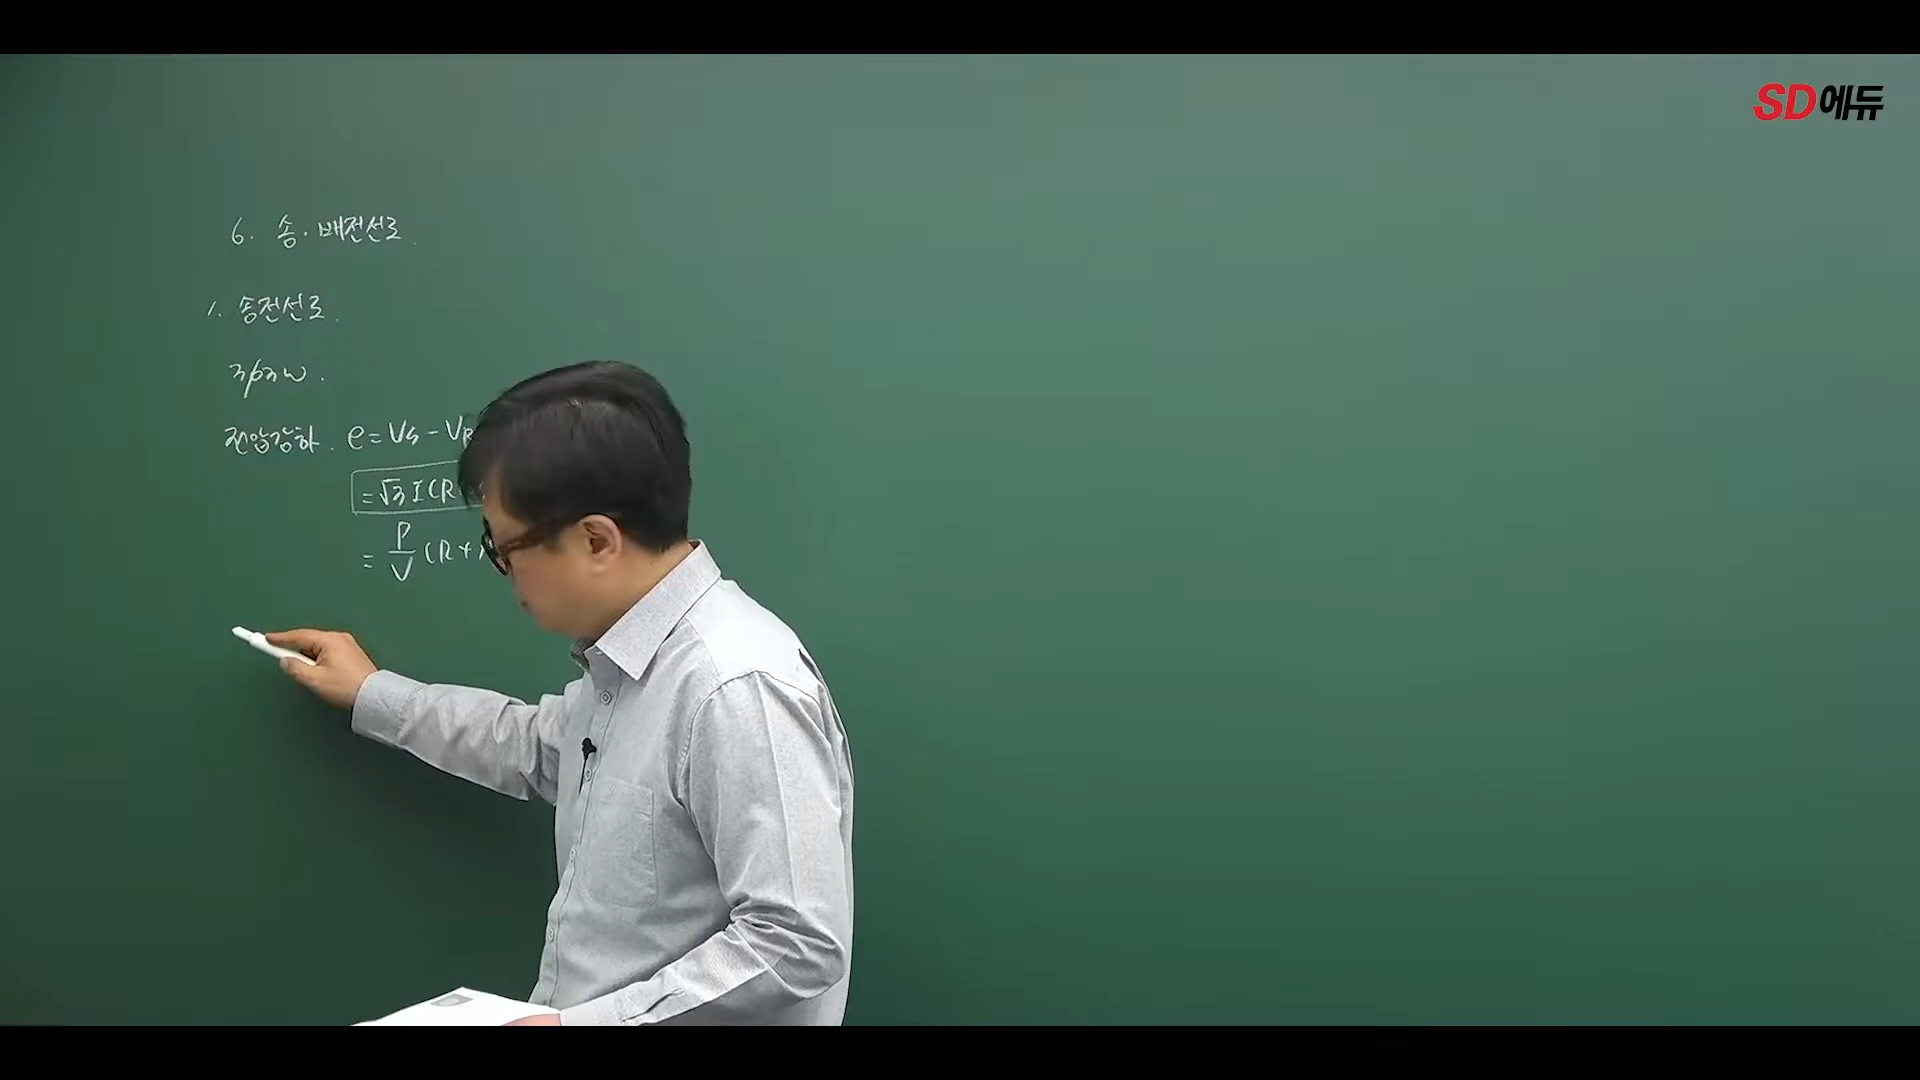 SD에듀
6. 송·배전선로.
1. 송전선로.
3φ3w.
전압강하. e = Vs - VR
= √3 I (R
= P/V (R +